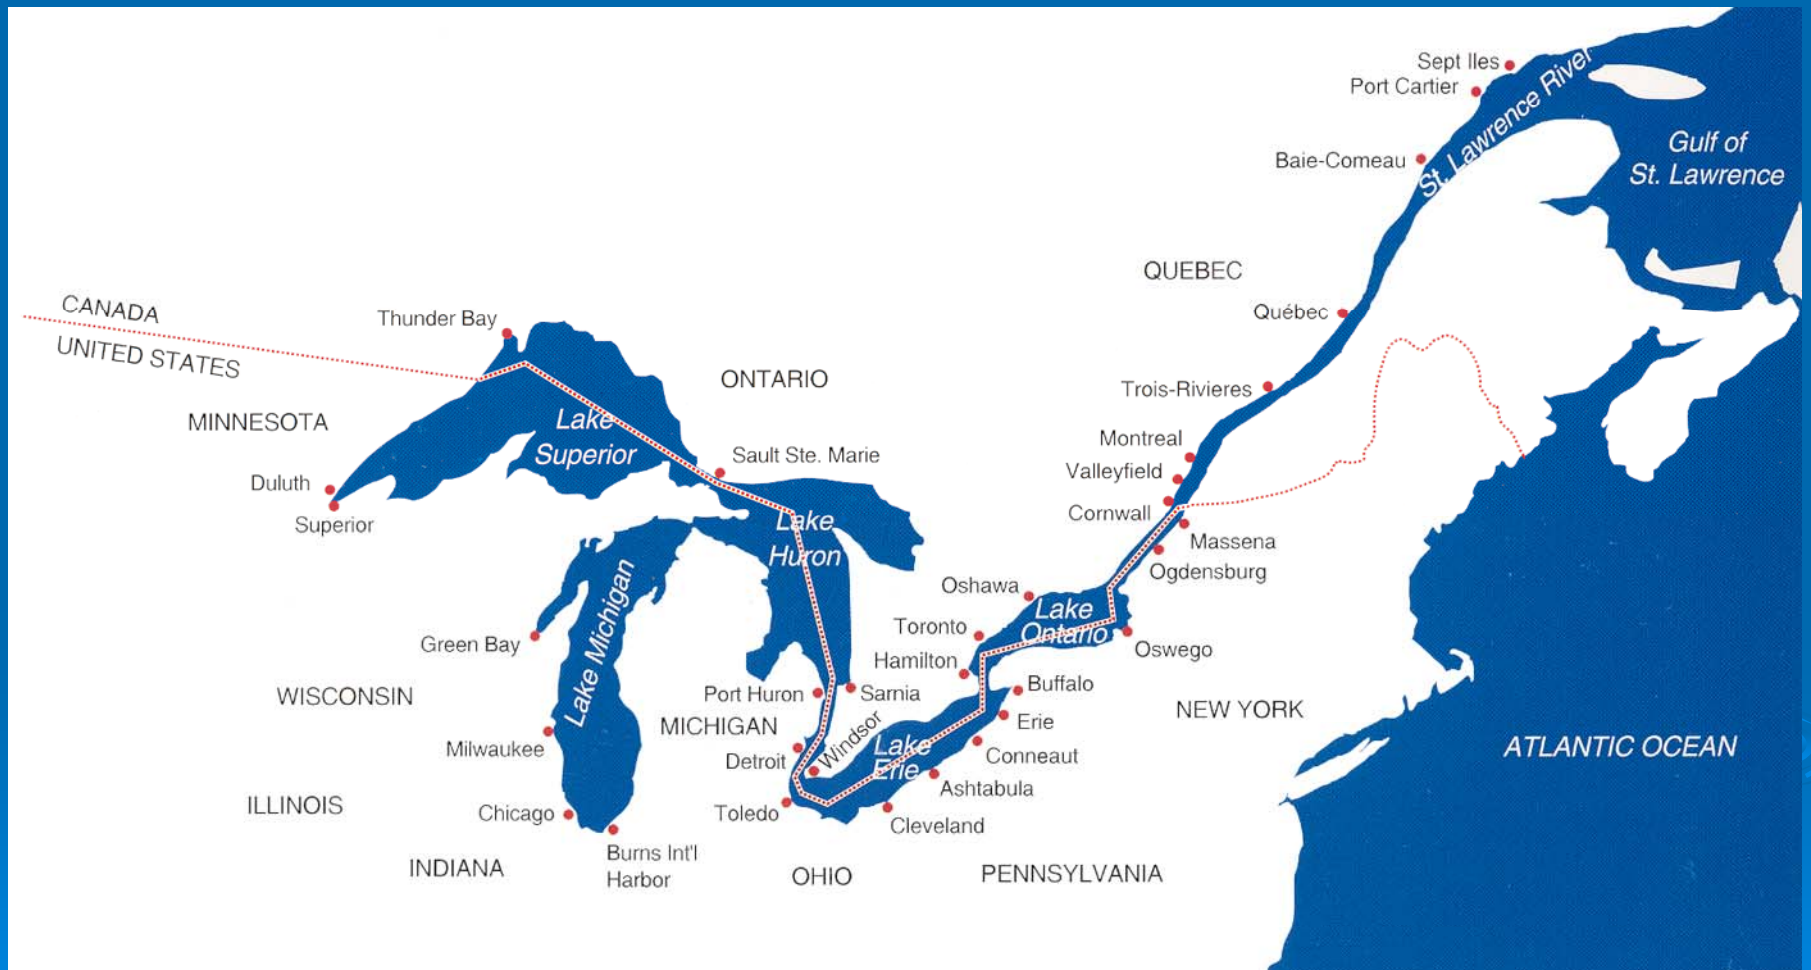 Sept Iles
Port Cartier
St. Lawrence River
Gulf of
St. Lawrence
Baie-Comeau
QUEBEC
Québec
CANADA
UNITED STATES
Thunder Bay
ONTARIO
Trois-Rivieres
MINNESOTA
Lake
Superior
Montreal
Sault Ste. Marie
Valleyfield
Duluth
Superior
Cornwall
Lake
Huron
Massena
Ogdensburg
Oshawa
Lake
Ontario
Lake Michigan
Toronto
Green Bay
Oswego
Hamilton
Buffalo
WISCONSIN
Port Huron
Sarnia
NEW YORK
MICHIGAN
Erie
Windsor
Milwaukee
Detroit
Lake
Erie
Conneaut
ATLANTIC OCEAN
Ashtabula
ILLINOIS
Chicago
Toledo
Cleveland
Burns Int'l
Harbor
INDIANA
OHIO
PENNSYLVANIA